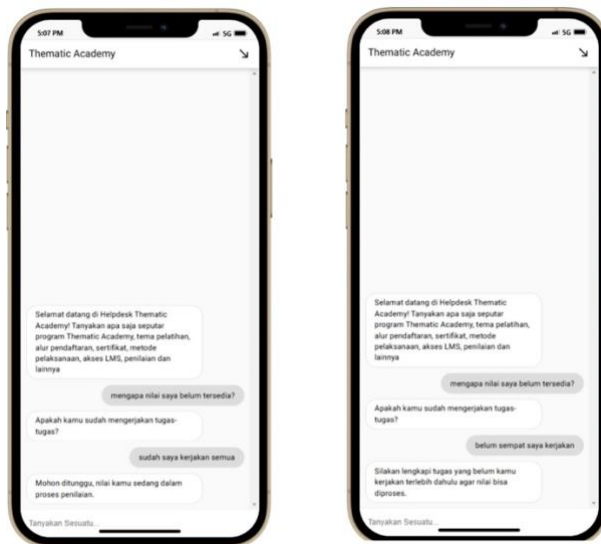 5:07 PM
5G
Thematic Academy
Selamat datang di Helpdesk Thematic
Academy! Tanyakan apa saja seputar
program Thematic Academy, tema pelatihan,
alur pendaftaran, sertifikat, metode
pelaksanaan, akses LMS, penilaian dan
lainnya
mengapa nilai saya belum tersedia?
Apakah kamu sudah mengerjakan tugas-
tugas?
sudah saya kerjakan semua
Mohon ditunggu, nilai kamu sedang dalam
proses penilaian.
Tanyakan Sesuatu...
5:08 PM
5G
Thematic Academy
Selamat datang di Helpdesk Thematic
Academy! Tanyakan apa saja seputar
program Thematic Academy, tema pelatihan,
alur pendaftaran, sertifikat, metode
pelaksanaan, akses LMS, penilaian dan
lainnya
mengapa nilai saya belum tersedia?
Apakah kamu sudah mengerjakan tugas-
tugas?
belum sempat saya kerjakan
Silakan lengkapi tugas yang belum kamu
kerjakan terlebih dahulu agar nilai bisa
diproses.
Tanyakan Sesuatu...